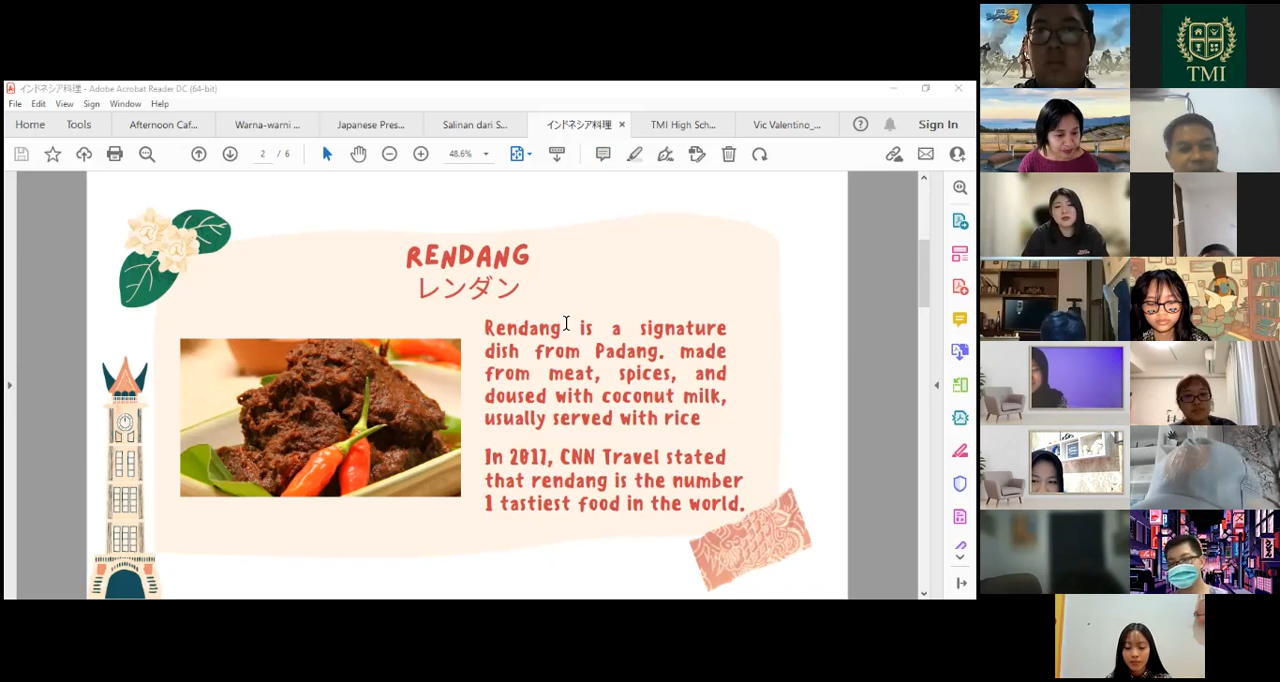 インドネシア料理 - Adobe Acrobat Reader DC (64-bit)
File Edit View Sign Window Help
Home Tools Afternoon Caf... Warna-warni ... Japanese Pres... Salinan dari S... インドネシア料理 × TMI High Sch... Vic Valentino_... Sign In
2 / 6 48.6%
RENDANG
レンダン
Rendang is a signature
dish from Padang. made
from meat, spices, and
doused with coconut milk,
usually served with rice
In 2011, CNN Travel stated
that rendang is the number
1 tastiest food in the world.
TMI